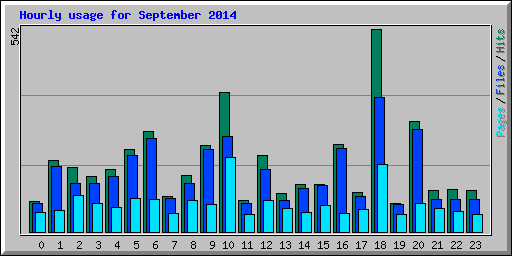 Hourly usage for September 2014
542
Pages/Files/Hits
0 1 2 3 4 5 6 7 8 9 10 11 12 13 14 15 16 17 18 19 20 21 22 23